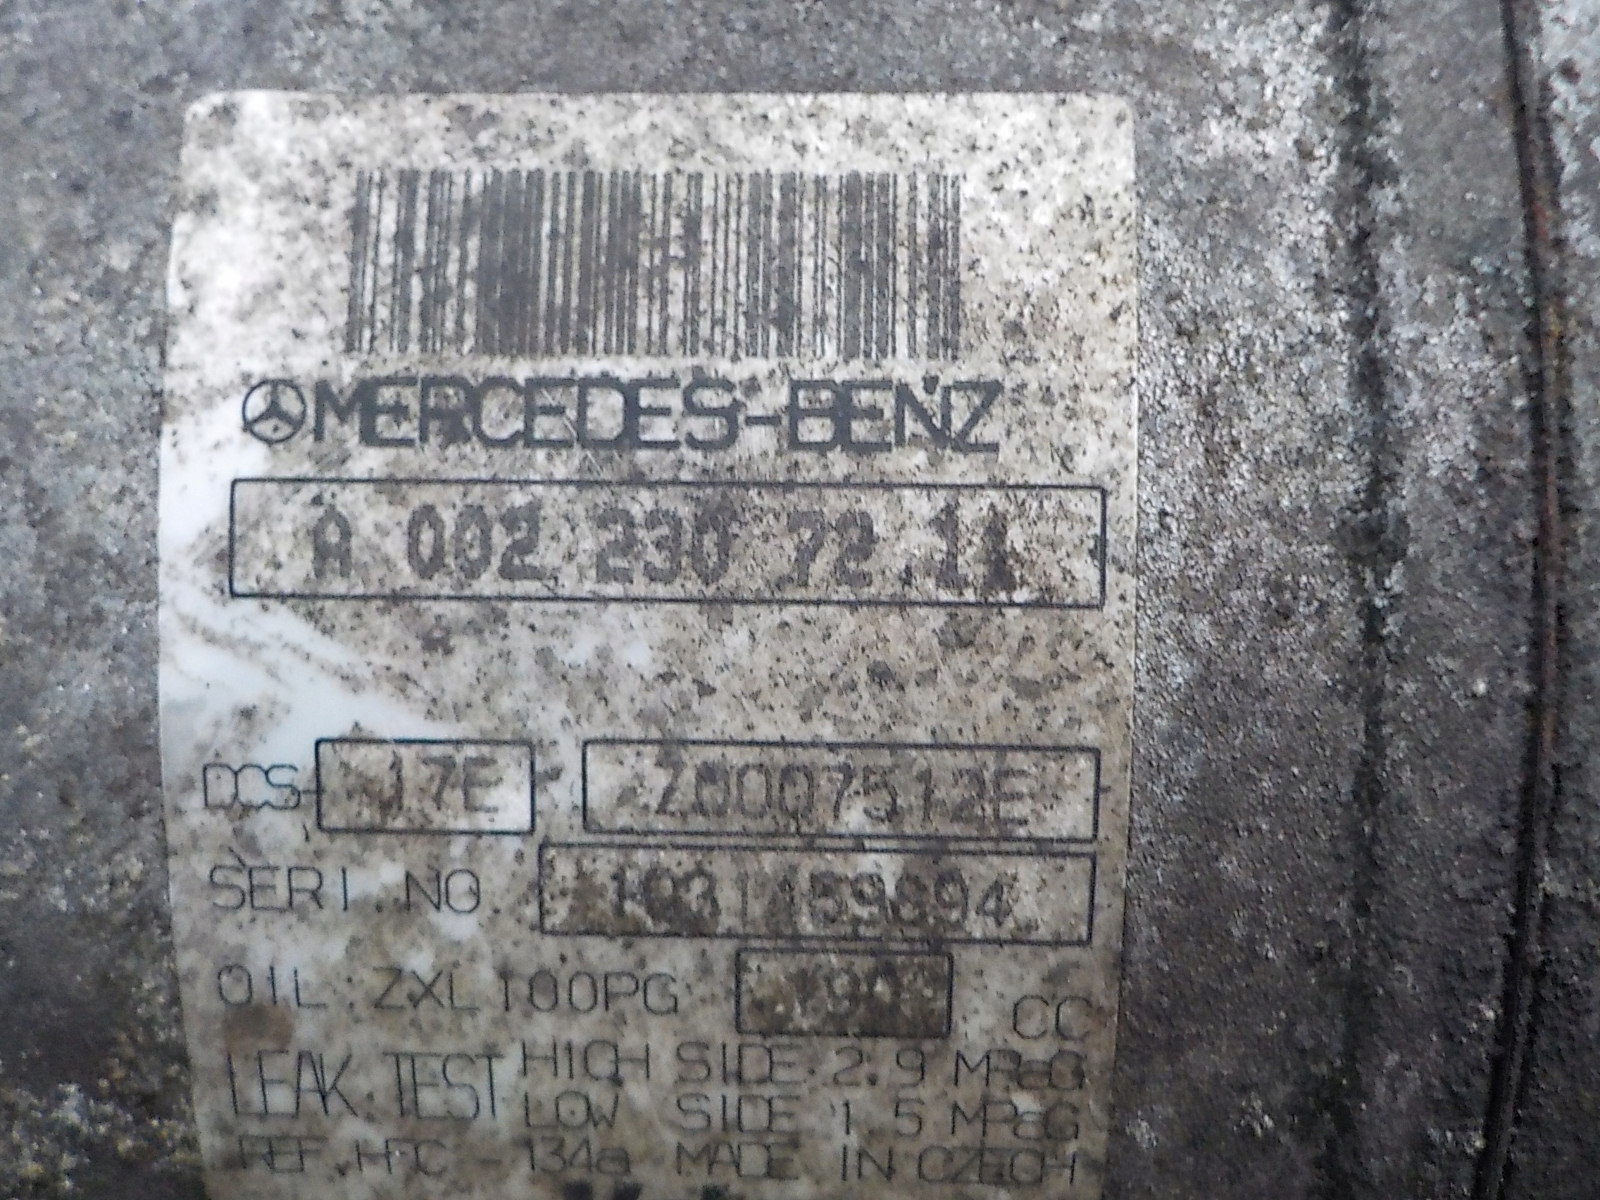 MERCEDES-BENZ
A 002 230 72 11
DCS- 17E Z0007512E
SERI.NO
OIL: ZXL100PG CC
LEAK TEST HIGH SIDE 2.9 MPaG
LOW SIDE 1.5 MPaG
REF.HFC-134a MADE IN CZECH